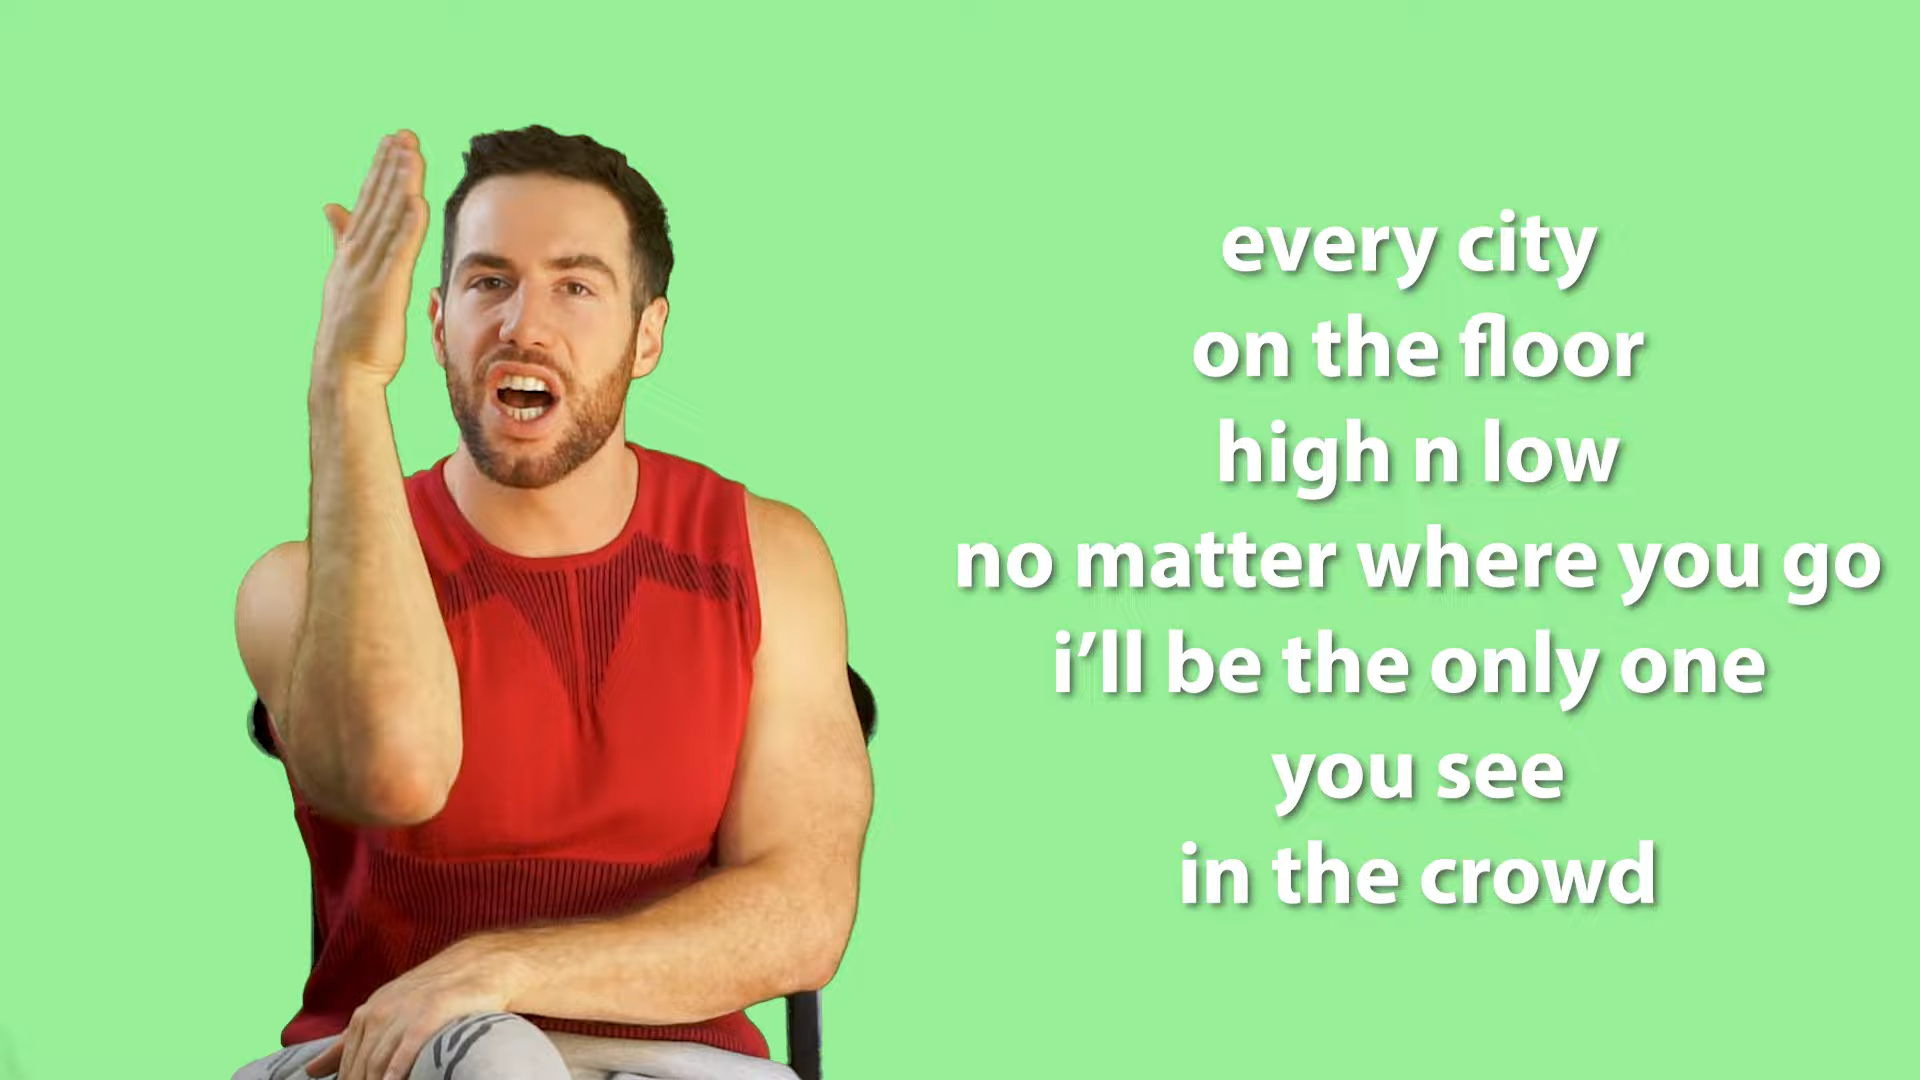 every city
on the floor
high n low
no matter where you go
i’ll be the only one
you see
in the crowd